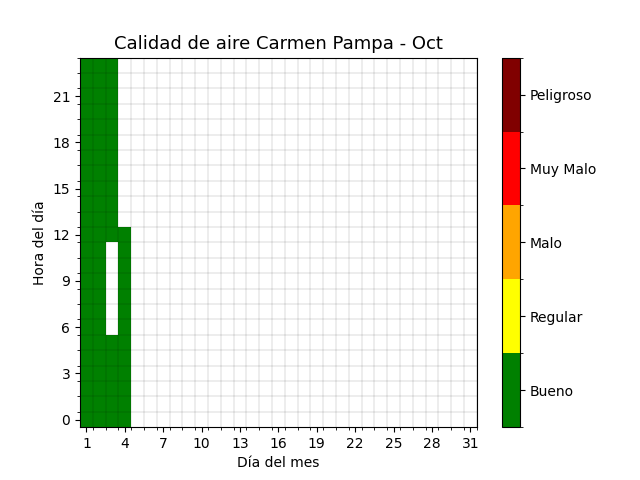 Calidad de aire Carmen Pampa - Oct
Hora del día
21
18
15
12
9
6
3
0
1 4 7 10 13 16 19 22 25 28 31
Día del mes
Peligroso
Muy Malo
Malo
Regular
Bueno